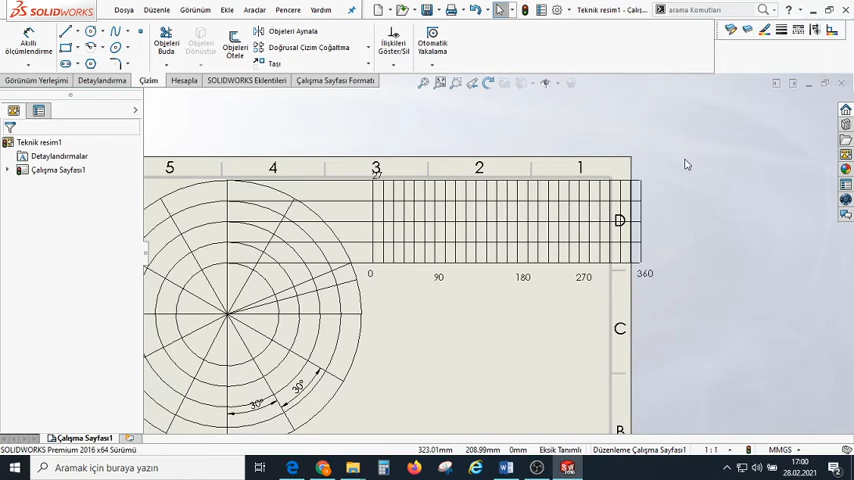 SOLIDWORKS Dosya Düzenle Görünüm Ekle Araçlar Pencere Yardım Teknik resim1 - Çalış... arama Komutları
Akıllı ölçümlendirme
Objeleri Buda
Objeleri Dönüştür
Objeleri Ötele
Objeleri Aynala
Doğrusal Çizim Çoğaltma
Taşı
İlişkileri Göster/Sil
Otomatik Yakalama
Görünüm Yerleşimi Detaylandırma Çizim Hesapla SOLIDWORKS Eklentileri Çalışma Sayfası Formatı
Teknik resim1
Detaylandırmalar
Çalışma Sayfası1
5 4 3 2 1
27
D
0 90 180 270 360
C
30° 30°
B
Çalışma Sayfası1
SOLIDWORKS Premium 2016 x64 Sürümü 323.01mm 208.99mm 0mm Eksik Tanımlı Düzenleme Çalışma Sayfası1 1 : 1 MMGS
Aramak için buraya yazın
17:00
28.02.2021
2